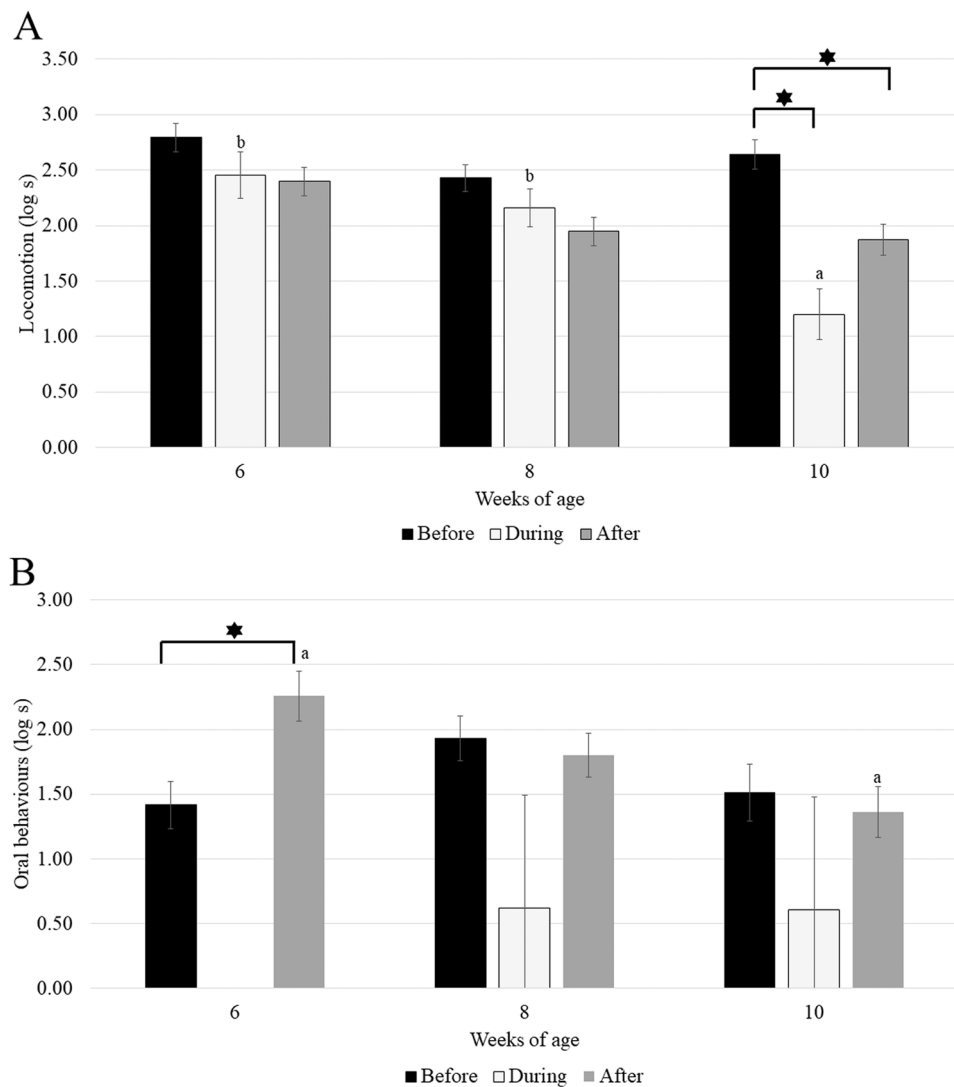 A
3.50
3.00
2.50
2.00
1.50
1.00
0.50
0.00
Locomotion (log s)
b
b
a
6
8
10
Weeks of age
Before During After
B
3.00
2.50
2.00
1.50
1.00
0.50
0.00
Oral behaviours (log s)
a
a
6
8
10
Weeks of age
Before During After